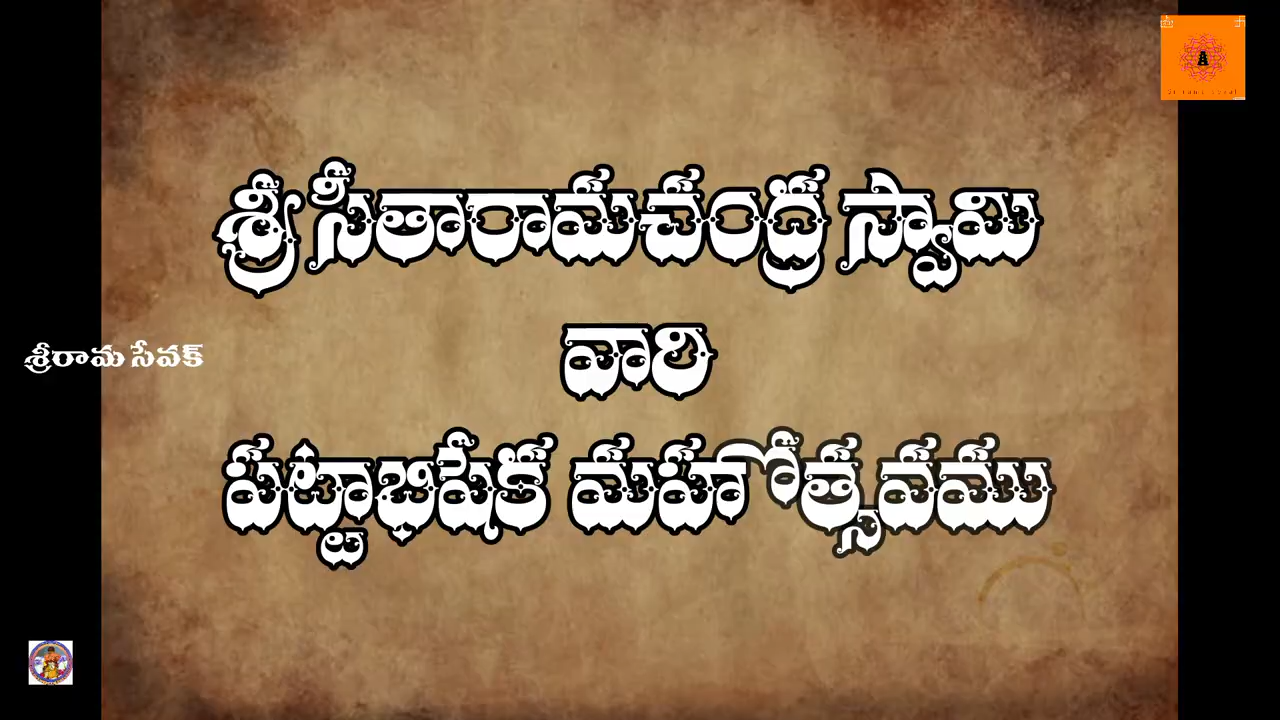 శ్రీ సీతారామచంద్ర స్వామి
వారి
శ్రీరామ సేవక్
పట్టాభిషేక మహోత్సవము